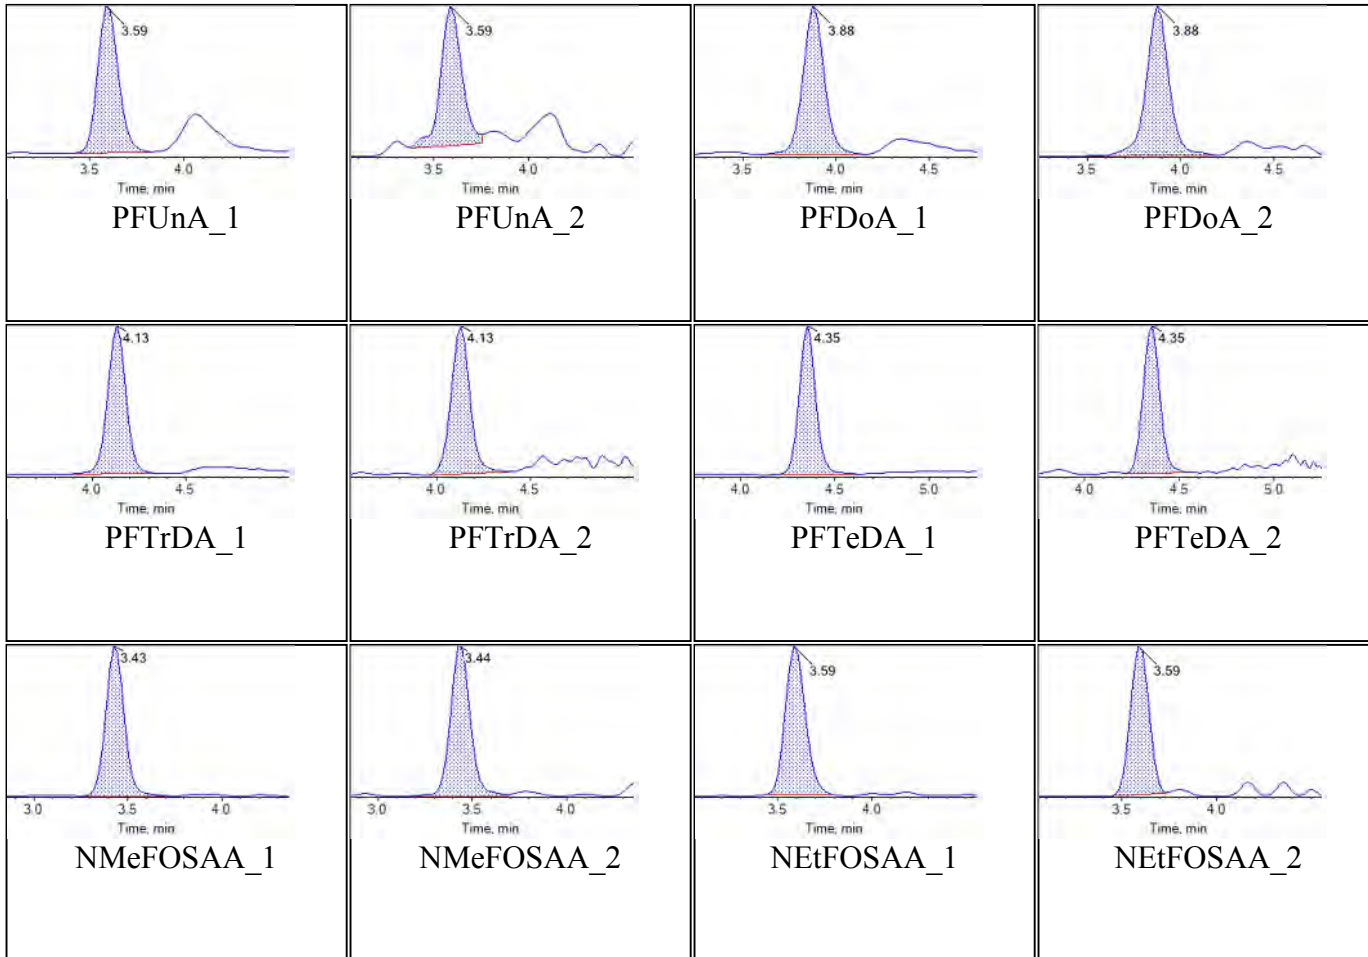 3.59
3.5 4.0
Time, min
PFUnA_1
3.59
3.5 4.0
Time, min
PFUnA_2
3.88
3.5 4.0 4.5
Time, min
PFDoA_1
3.88
3.5 4.0 4.5
Time, min
PFDoA_2
4.13
4.0 4.5
Time, min
PFTrDA_1
4.13
4.0 4.5
Time, min
PFTrDA_2
4.35
4.0 4.5 5.0
Time, min
PFTeDA_1
4.35
4.0 4.5 5.0
Time, min
PFTeDA_2
3.43
3.0 3.5 4.0
Time, min
NMeFOSAA_1
3.44
3.0 3.5 4.0
Time, min
NMeFOSAA_2
3.59
3.5 4.0
Time, min
NEtFOSAA_1
3.59
3.5 4.0
Time, min
NEtFOSAA_2